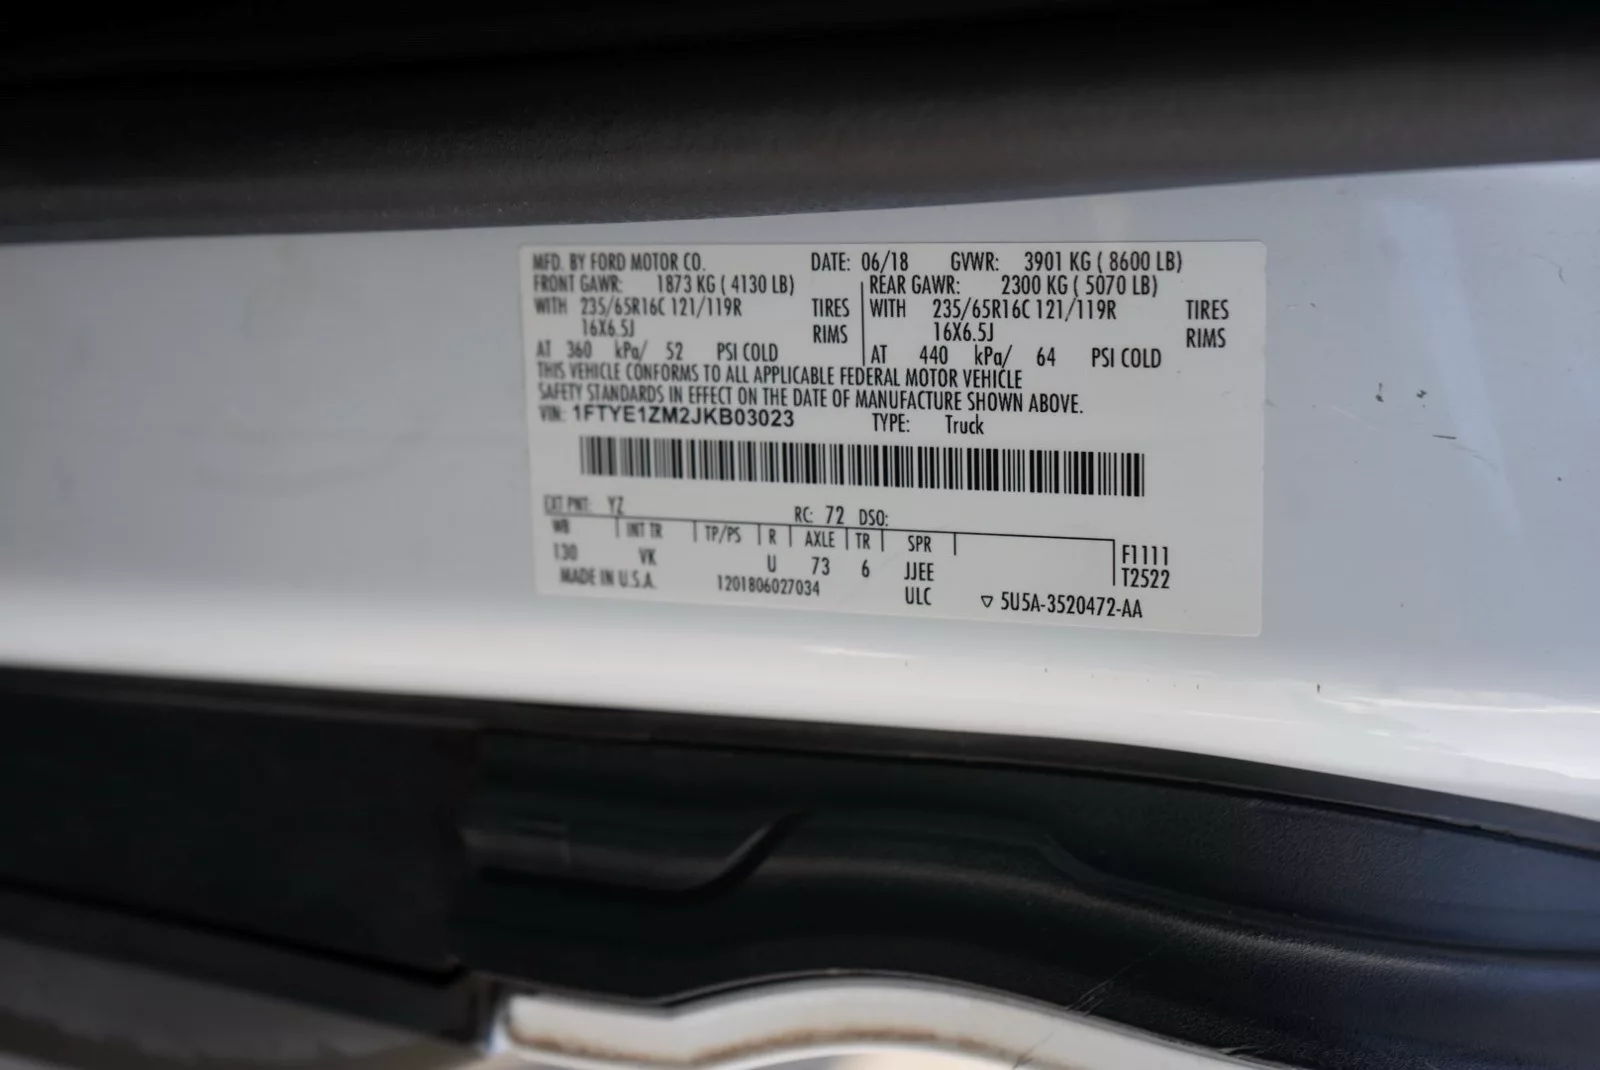 MFD. BY FORD MOTOR CO. DATE: 06/18 GVWR: 3901 KG ( 8600 LB)
FRONT GAWR: 1873 KG ( 4130 LB) REAR GAWR: 2300 KG ( 5070 LB)
WITH 235/65R16C 121/119R TIRES WITH 235/65R16C 121/119R TIRES
16X6.5J RIMS 16X6.5J RIMS
AT 360 kPa/ 52 PSI COLD AT 440 kPa/ 64 PSI COLD
THIS VEHICLE CONFORMS TO ALL APPLICABLE FEDERAL MOTOR VEHICLE
SAFETY STANDARDS IN EFFECT ON THE DATE OF MANUFACTURE SHOWN ABOVE.
VIN: 1FTYE1ZM2JKB03023 TYPE: Truck
EXT PNT: YZ RC: 72 DSO:
WB INT TR TP/PS R AXLE TR SPR F1111
130 VK U 73 6 JJEE T2522
MADE IN U.S.A. 1201806027034 ULC ▽ 5U5A-3520472-AA